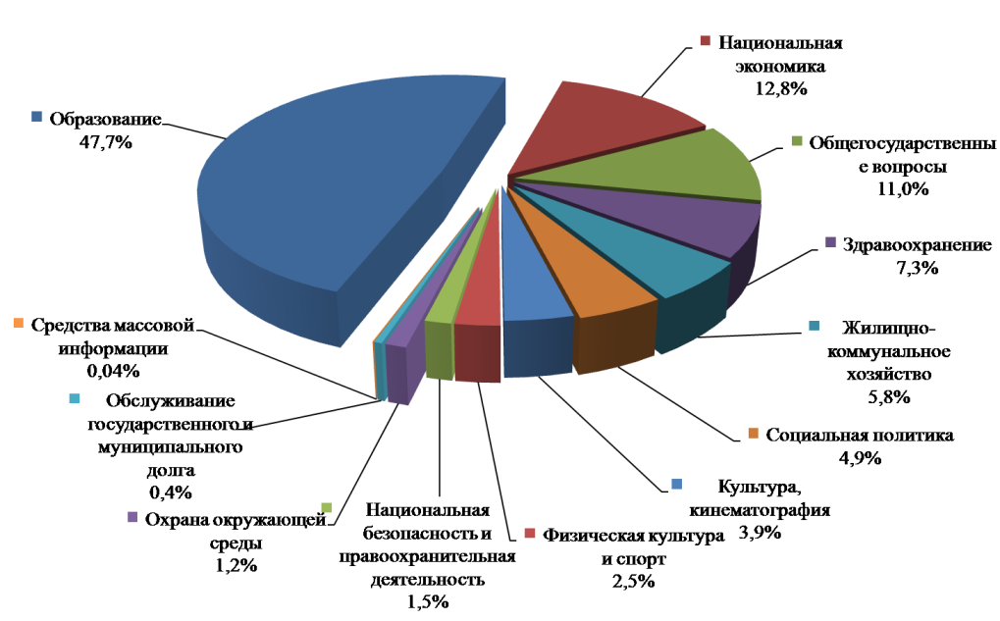 Национальная
экономика
12,8%
Общегосударственны
е вопросы
11,0%
Здравоохранение
7,3%
Жилищно-
коммунальное
хозяйство
5,8%
Социальная политика
4,9%
Культура,
кинематография
3,9%
Физическая культура
и спорт
2,5%
Национальная
безопасность и
правоохранительная
деятельность
1,5%
Охрана окружающей
среды
1,2%
Обслуживание
государственного и
муниципального
долга
0,4%
Средства массовой
информации
0,04%
Образование
47,7%